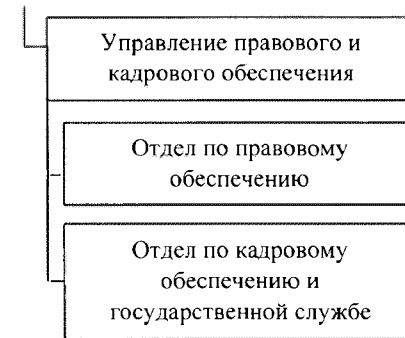 Управление правового и
кадрового обеспечения
Отдел по правовому
обеспечению
Отдел по кадровому
обеспечению и
государственной службе